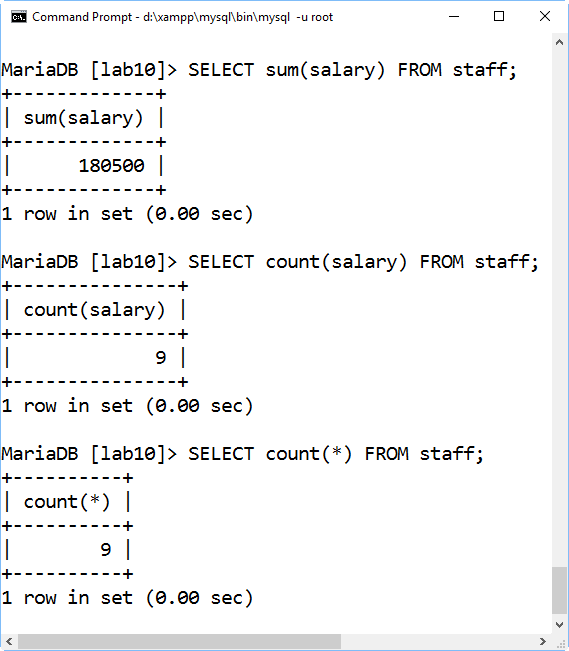 Command Prompt - d:\xampp\mysql\bin\mysql  -u root
MariaDB [lab10]> SELECT sum(salary) FROM staff;
+-------------+
| sum(salary) |
+-------------+
|      180500 |
+-------------+
1 row in set (0.00 sec)
MariaDB [lab10]> SELECT count(salary) FROM staff;
+---------------+
| count(salary) |
+---------------+
|             9 |
+---------------+
1 row in set (0.00 sec)
MariaDB [lab10]> SELECT count(*) FROM staff;
+----------+
| count(*) |
+----------+
|        9 |
+----------+
1 row in set (0.00 sec)